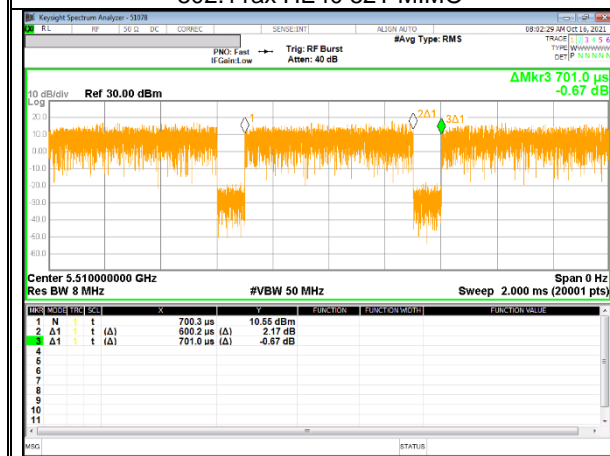 802.11ax HE40 52T MIMO
Keysight Spectrum Analyzer - 51078
RL RF 50 Ω DC CORREC SENSE:INT ALIGN AUTO 08:02:29 AM Oct 16, 2021
#Avg Type: RMS TRACE 1 2 3 4 5 6
PNO: Fast Trig: RF Burst TYPE WWWWWW
IFGain:Low Atten: 40 dB DET P N N N N N
ΔMkr3 701.0 µs
-0.67 dB
10 dB/div Ref 30.00 dBm
Log
20.0
10.0
0.00
-10.0
-20.0
-30.0
-40.0
-50.0
-60.0
1
2Δ1
3Δ1
Center 5.510000000 GHz Span 0 Hz
Res BW 8 MHz #VBW 50 MHz Sweep 2.000 ms (20001 pts)
MKR MODE TRC SCL X Y FUNCTION FUNCTION WIDTH FUNCTION VALUE
1 N 1 t 700.3 µs 10.55 dBm
2 Δ1 1 t (Δ) 600.2 µs (Δ) 2.17 dB
3 Δ1 1 t (Δ) 701.0 µs (Δ) -0.67 dB
4
5
6
7
8
9
10
11
MSG STATUS